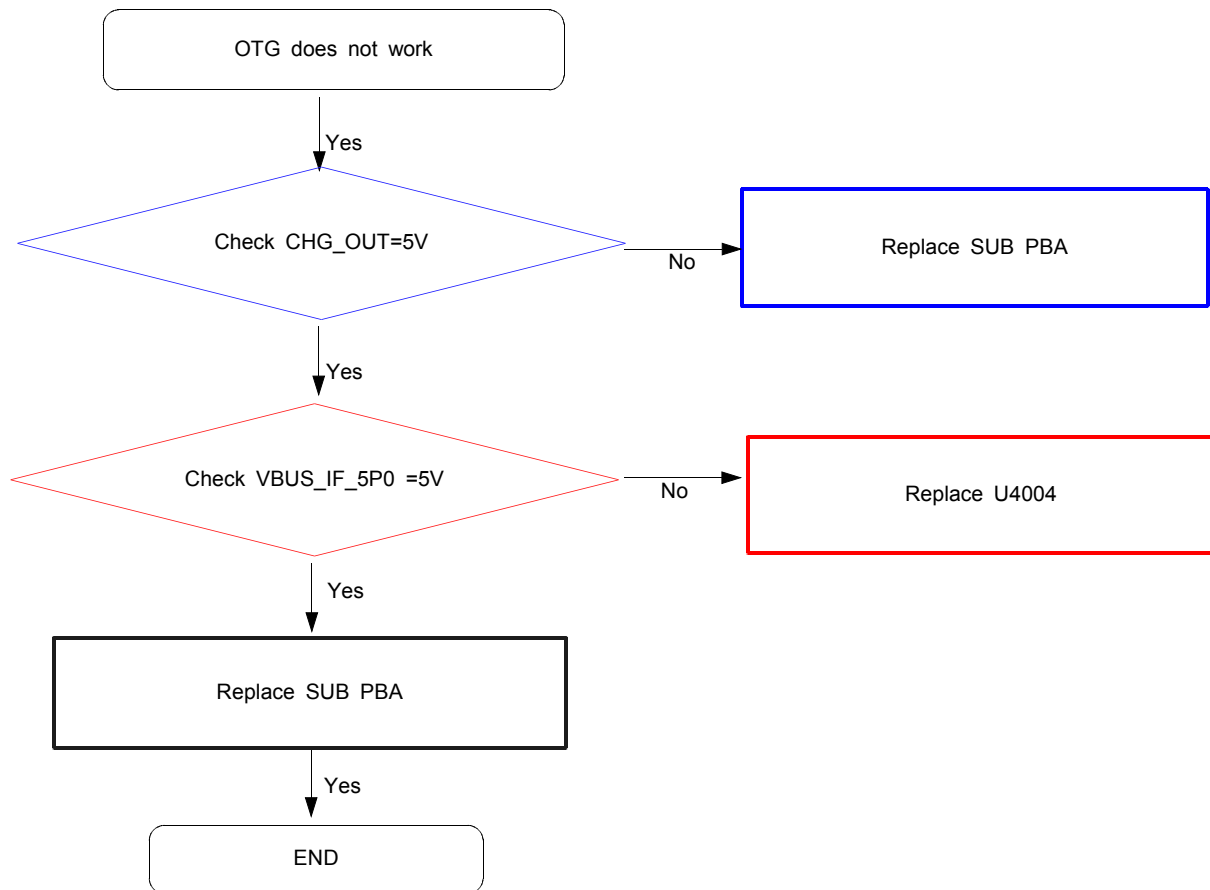 OTG does not work
Yes
Check CHG_OUT=5V
No
Replace SUB PBA
Yes
Check VBUS_IF_5P0 =5V
No
Replace U4004
Yes
Replace SUB PBA
Yes
END